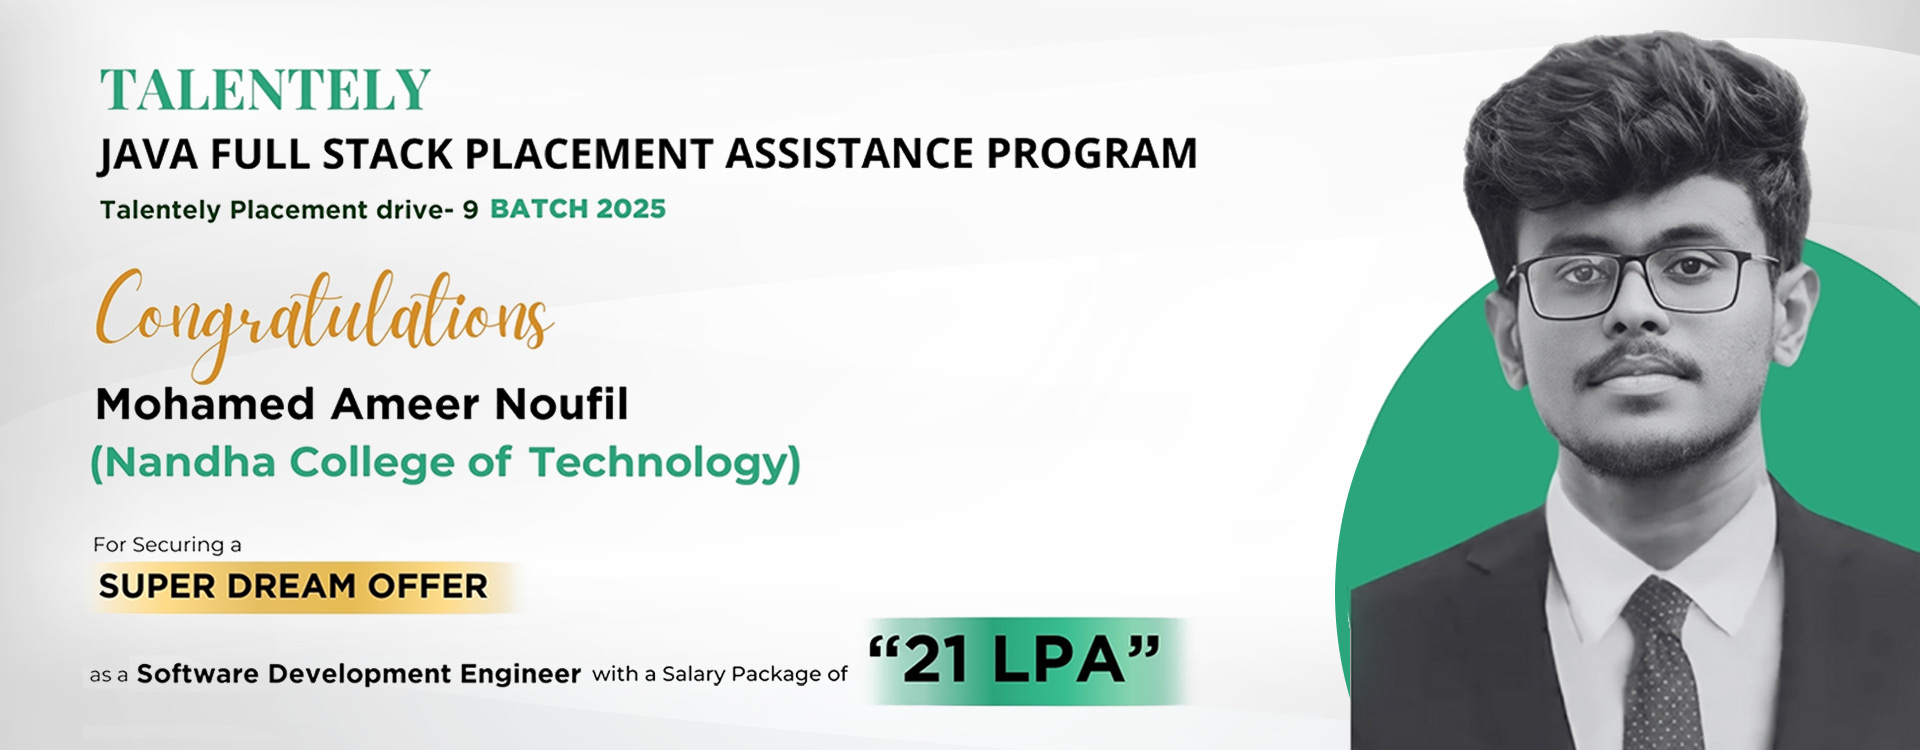 TALENTELY
JAVA FULL STACK PLACEMENT ASSISTANCE PROGRAM
Talentely Placement drive- 9 BATCH 2025
Congratulations
Mohamed Ameer Noufil
(Nandha College of Technology)
For Securing a
SUPER DREAM OFFER
as a Software Development Engineer with a Salary Package of “21 LPA”